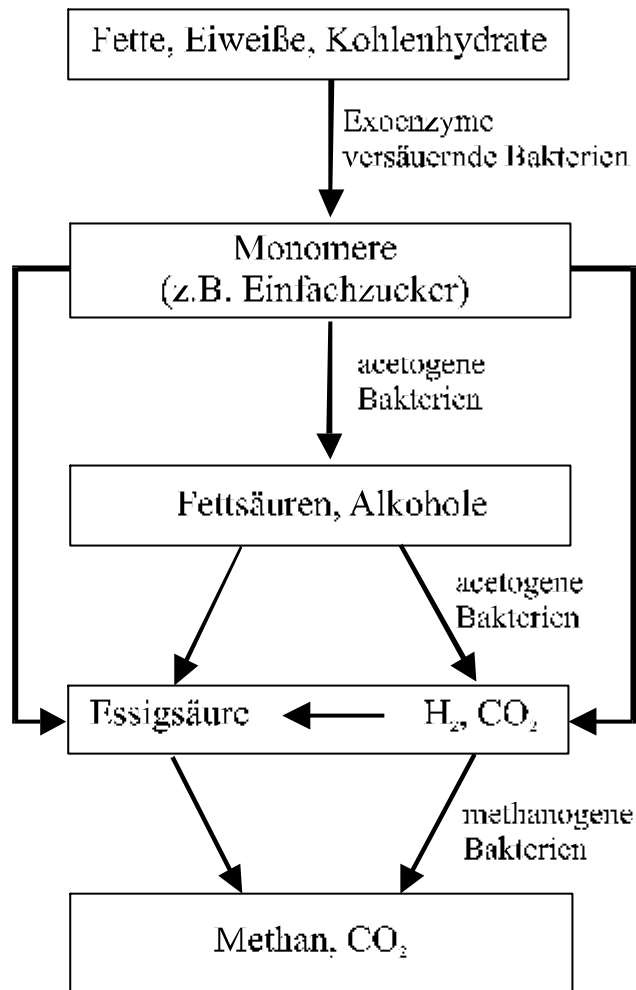 Fette, Eiweiße, Kohlenhydrate
Exoenzyme
versäuernde Bakterien
Monomere
(z.B. Einfachzucker)
acetogene
Bakterien
Fettsäuren, Alkohole
acetogene
Bakterien
Essigsäure H₂, CO₂
methanogene
Bakterien
Methan, CO₂